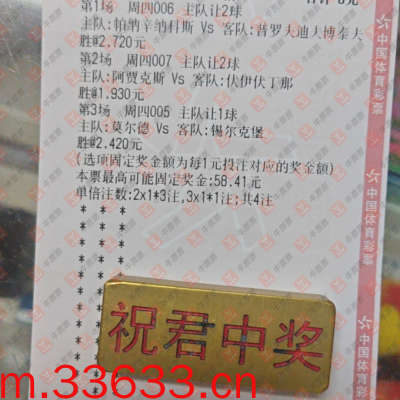 第1场 周四006 主队让2球
主队:帕纳辛纳科斯 Vs 客队:普罗夫迪夫博泰夫
胜@2.720元
第2场 周四007 主队让2球
主队:阿贾克斯 Vs 客队:伏伊伏丁那
胜@1.930元
第3场 周四005 主队让1球
主队:莫尔德 Vs 客队:锡尔克堡
胜@2.420元
(选项固定奖金额为每1元投注对应的奖金额)
本票最高可能固定奖金:58.41元
单倍注数:2x1*3注,3x1*1注;共4注
* * *
* * *
* * *
* * *
* * *
* * *
祝君中奖
中国体育彩票
中国体育彩票
m.33633.cn